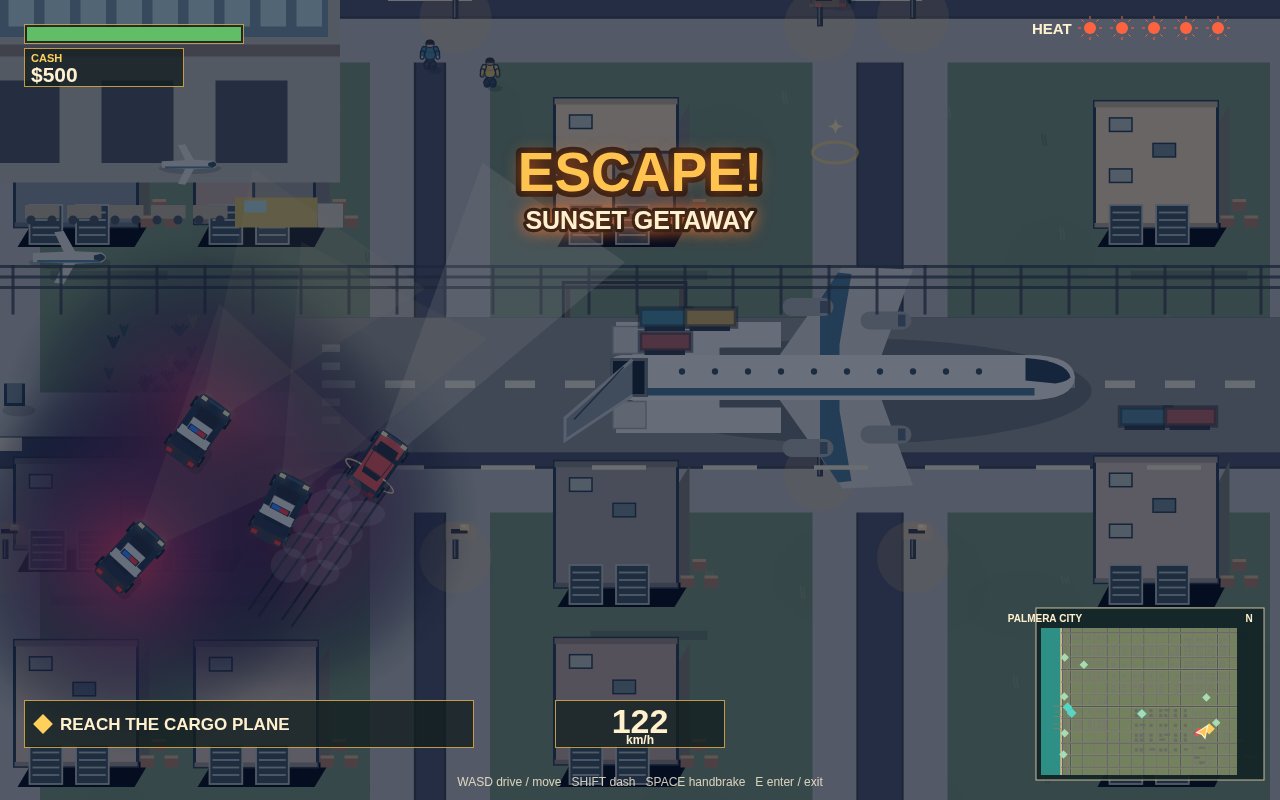 HEAT
CASH
$500
ESCAPE!
SUNSET GETAWAY
PALMERA CITY N
REACH THE CARGO PLANE
122
km/h
WASD drive / move SHIFT dash SPACE handbrake E enter / exit